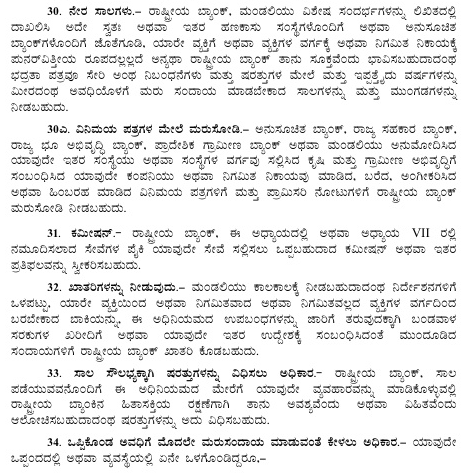 30. ನೇರ ಸಾಲಗಳು.– ರಾಷ್ಟ್ರೀಯ ಬ್ಯಾಂಕ್, ಮಂಡಲಿಯು ವಿಶೇಷ ಸಂದರ್ಭಗಳನ್ನು ಲಿಖಿತದಲ್ಲಿ
ದಾಖಲಿಸಿ ಅದೇ ಸ್ವತಃ ಅಥವಾ ಇತರ ಹಣಕಾಸು ಸಂಸ್ಥೆಗಳೊಂದಿಗೆ ಅಥವಾ ಅನುಸೂಚಿತ
ಬ್ಯಾಂಕ್‌ಗಳೊಂದಿಗೆ ಜೊತೆಗೂಡಿ, ಯಾರೇ ವ್ಯಕ್ತಿಗೆ ಅಥವಾ ವ್ಯಕ್ತಿಗಳ ವರ್ಗಕ್ಕೆ ಅಥವಾ ನಿಗಮಿತ ನಿಕಾಯಕ್ಕೆ
ಪುನರ್‌ವಿತ್ತೀಯ ರೂಪದಲ್ಲಲ್ಲದೆ ಅನ್ಯಥಾ ರಾಷ್ಟ್ರೀಯ ಬ್ಯಾಂಕ್ ತಾನು ಸೂಕ್ತವೆಂದು ಭಾವಿಸಬಹುದಾದಂಥ
ಭದ್ರತಾ ಪತ್ರವೂ ಸೇರಿ ಅಂಥ ನಿಬಂಧನೆಗಳು ಮತ್ತು ಷರತ್ತುಗಳ ಮೇಲೆ ಮತ್ತು ಇಪ್ಪತ್ತೈದು ವರ್ಷಗಳನ್ನು
ಮೀರದಂಥ ಅವಧಿಯೊಳಗೆ ಮರು ಸಂದಾಯ ಮಾಡಬೇಕಾದ ಸಾಲಗಳನ್ನು ಮತ್ತು ಮುಂಗಡಗಳನ್ನು
ನೀಡಬಹುದು.
30ಎ. ವಿನಿಮಯ ಪತ್ರಗಳ ಮೇಲೆ ಮರುಸೋಡಿ.– ಅನುಸೂಚಿತ ಬ್ಯಾಂಕ್, ರಾಜ್ಯ ಸಹಕಾರ ಬ್ಯಾಂಕ್,
ರಾಜ್ಯ ಭೂ ಅಭಿವೃದ್ಧಿ ಬ್ಯಾಂಕ್, ಪ್ರಾದೇಶಿಕ ಗ್ರಾಮೀಣ ಬ್ಯಾಂಕ್ ಅಥವಾ ಮಂಡಲಿಯು ಅನುಮೋದಿಸಿದ
ಯಾವುದೇ ಇತರ ಸಂಸ್ಥೆಯು ಅಥವಾ ಸಂಸ್ಥೆಗಳ ವರ್ಗವು ಸಲ್ಲಿಸಿದ ಕೃಷಿ ಮತ್ತು ಗ್ರಾಮೀಣ ಅಭಿವೃದ್ಧಿಗೆ
ಸಂಬಂಧಿಸಿದ ಯಾವುದೇ ಕಂಪನಿಯು ಅಥವಾ ನಿಗಮಿತ ನಿಕಾಯವು ಮಾಡಿದ, ಬರೆದ, ಅಂಗೀಕರಿಸಿದ
ಅಥವಾ ಹಿಂಬರಹ ಮಾಡಿದ ವಿನಿಮಯ ಪತ್ರಗಳಿಗೆ ಮತ್ತು ಪ್ರಾಮಿಸರಿ ನೋಟುಗಳಿಗೆ ರಾಷ್ಟ್ರೀಯ ಬ್ಯಾಂಕ್
ಮರುಸೋಡಿ ನೀಡಬಹುದು.
31. ಕಮೀಷನ್.– ರಾಷ್ಟ್ರೀಯ ಬ್ಯಾಂಕ್, ಈ ಅಧ್ಯಾಯದಲ್ಲಿ ಅಥವಾ ಅಧ್ಯಾಯ VII ರಲ್ಲಿ
ನಮೂದಿಸಲಾದ ಸೇವೆಗಳ ಪೈಕಿ ಯಾವುದೇ ಸೇವೆ ಸಲ್ಲಿಸಲು ಒಪ್ಪಬಹುದಾದ ಕಮೀಷನ್ ಅಥವಾ ಇತರ
ಪ್ರತಿಫಲವನ್ನು ಸ್ವೀಕರಿಸಬಹುದು.
32. ಖಾತರಿಗಳನ್ನು ನೀಡುವುದು.– ಮಂಡಲಿಯು ಕಾಲಕಾಲಕ್ಕೆ ನೀಡಬಹುದಾದಂಥ ನಿರ್ದೇಶನಗಳಿಗೆ
ಒಳಪಟ್ಟು, ಯಾರೇ ವ್ಯಕ್ತಿಯಿಂದ ಅಥವಾ ನಿಗಮಿತವಾದ ಅಥವಾ ನಿಗಮಿತವಲ್ಲದ ವ್ಯಕ್ತಿಗಳ ವರ್ಗದಿಂದ
ಬರಬೇಕಾದ ಬಾಕಿಯನ್ನು, ಈ ಅಧಿನಿಯಮದ ಉಪಬಂಧಗಳನ್ನು ಜಾರಿಗೆ ತರುವುದಕ್ಕಾಗಿ ಬಂಡವಾಳ
ಸರಕುಗಳ ಖರೀದಿಗೆ ಅಥವಾ ಯಾವುದೇ ಇತರ ಉದ್ದೇಶಕ್ಕೆ ಸಂಬಂಧಿಸಿದಂತೆ ಮುಂದೂಡಿದ
ಸಂದಾಯಗಳಿಗೆ ರಾಷ್ಟ್ರೀಯ ಬ್ಯಾಂಕ್ ಖಾತರಿ ಕೊಡಬಹುದು.
33. ಸಾಲ ಸೌಲಭ್ಯಕ್ಕಾಗಿ ಷರತ್ತುಗಳನ್ನು ವಿಧಿಸಲು ಅಧಿಕಾರ.– ರಾಷ್ಟ್ರೀಯ ಬ್ಯಾಂಕ್, ಸಾಲ
ಪಡೆಯುವವನೊಂದಿಗೆ ಈ ಅಧಿನಿಯಮದ ಮೇರೆಗೆ ಯಾವುದೇ ವ್ಯವಹಾರವನ್ನು ಮಾಡಿಕೊಳ್ಳುವಲ್ಲಿ
ರಾಷ್ಟ್ರೀಯ ಬ್ಯಾಂಕಿನ ಹಿತಾಸಕ್ತಿಯ ರಕ್ಷಣೆಗಾಗಿ ತಾನು ಅವಶ್ಯವೆಂದು ಅಥವಾ ವಿಹಿತವೆಂದು
ಆಲೋಚಿಸಬಹುದಾದಂಥ ಷರತ್ತುಗಳನ್ನು ಅದು ವಿಧಿಸಬಹುದು.
34. ಒಪ್ಪಿಕೊಂಡ ಅವಧಿಗೆ ಮೊದಲೇ ಮರುಸಂದಾಯ ಮಾಡುವಂತೆ ಕೇಳಲು ಅಧಿಕಾರ.– ಯಾವುದೇ
ಒಪ್ಪಂದದಲ್ಲಿ ಅಥವಾ ವ್ಯವಸ್ಥೆಯಲ್ಲಿ ಏನೇ ಒಳಗೊಂಡಿದ್ದರೂ,–